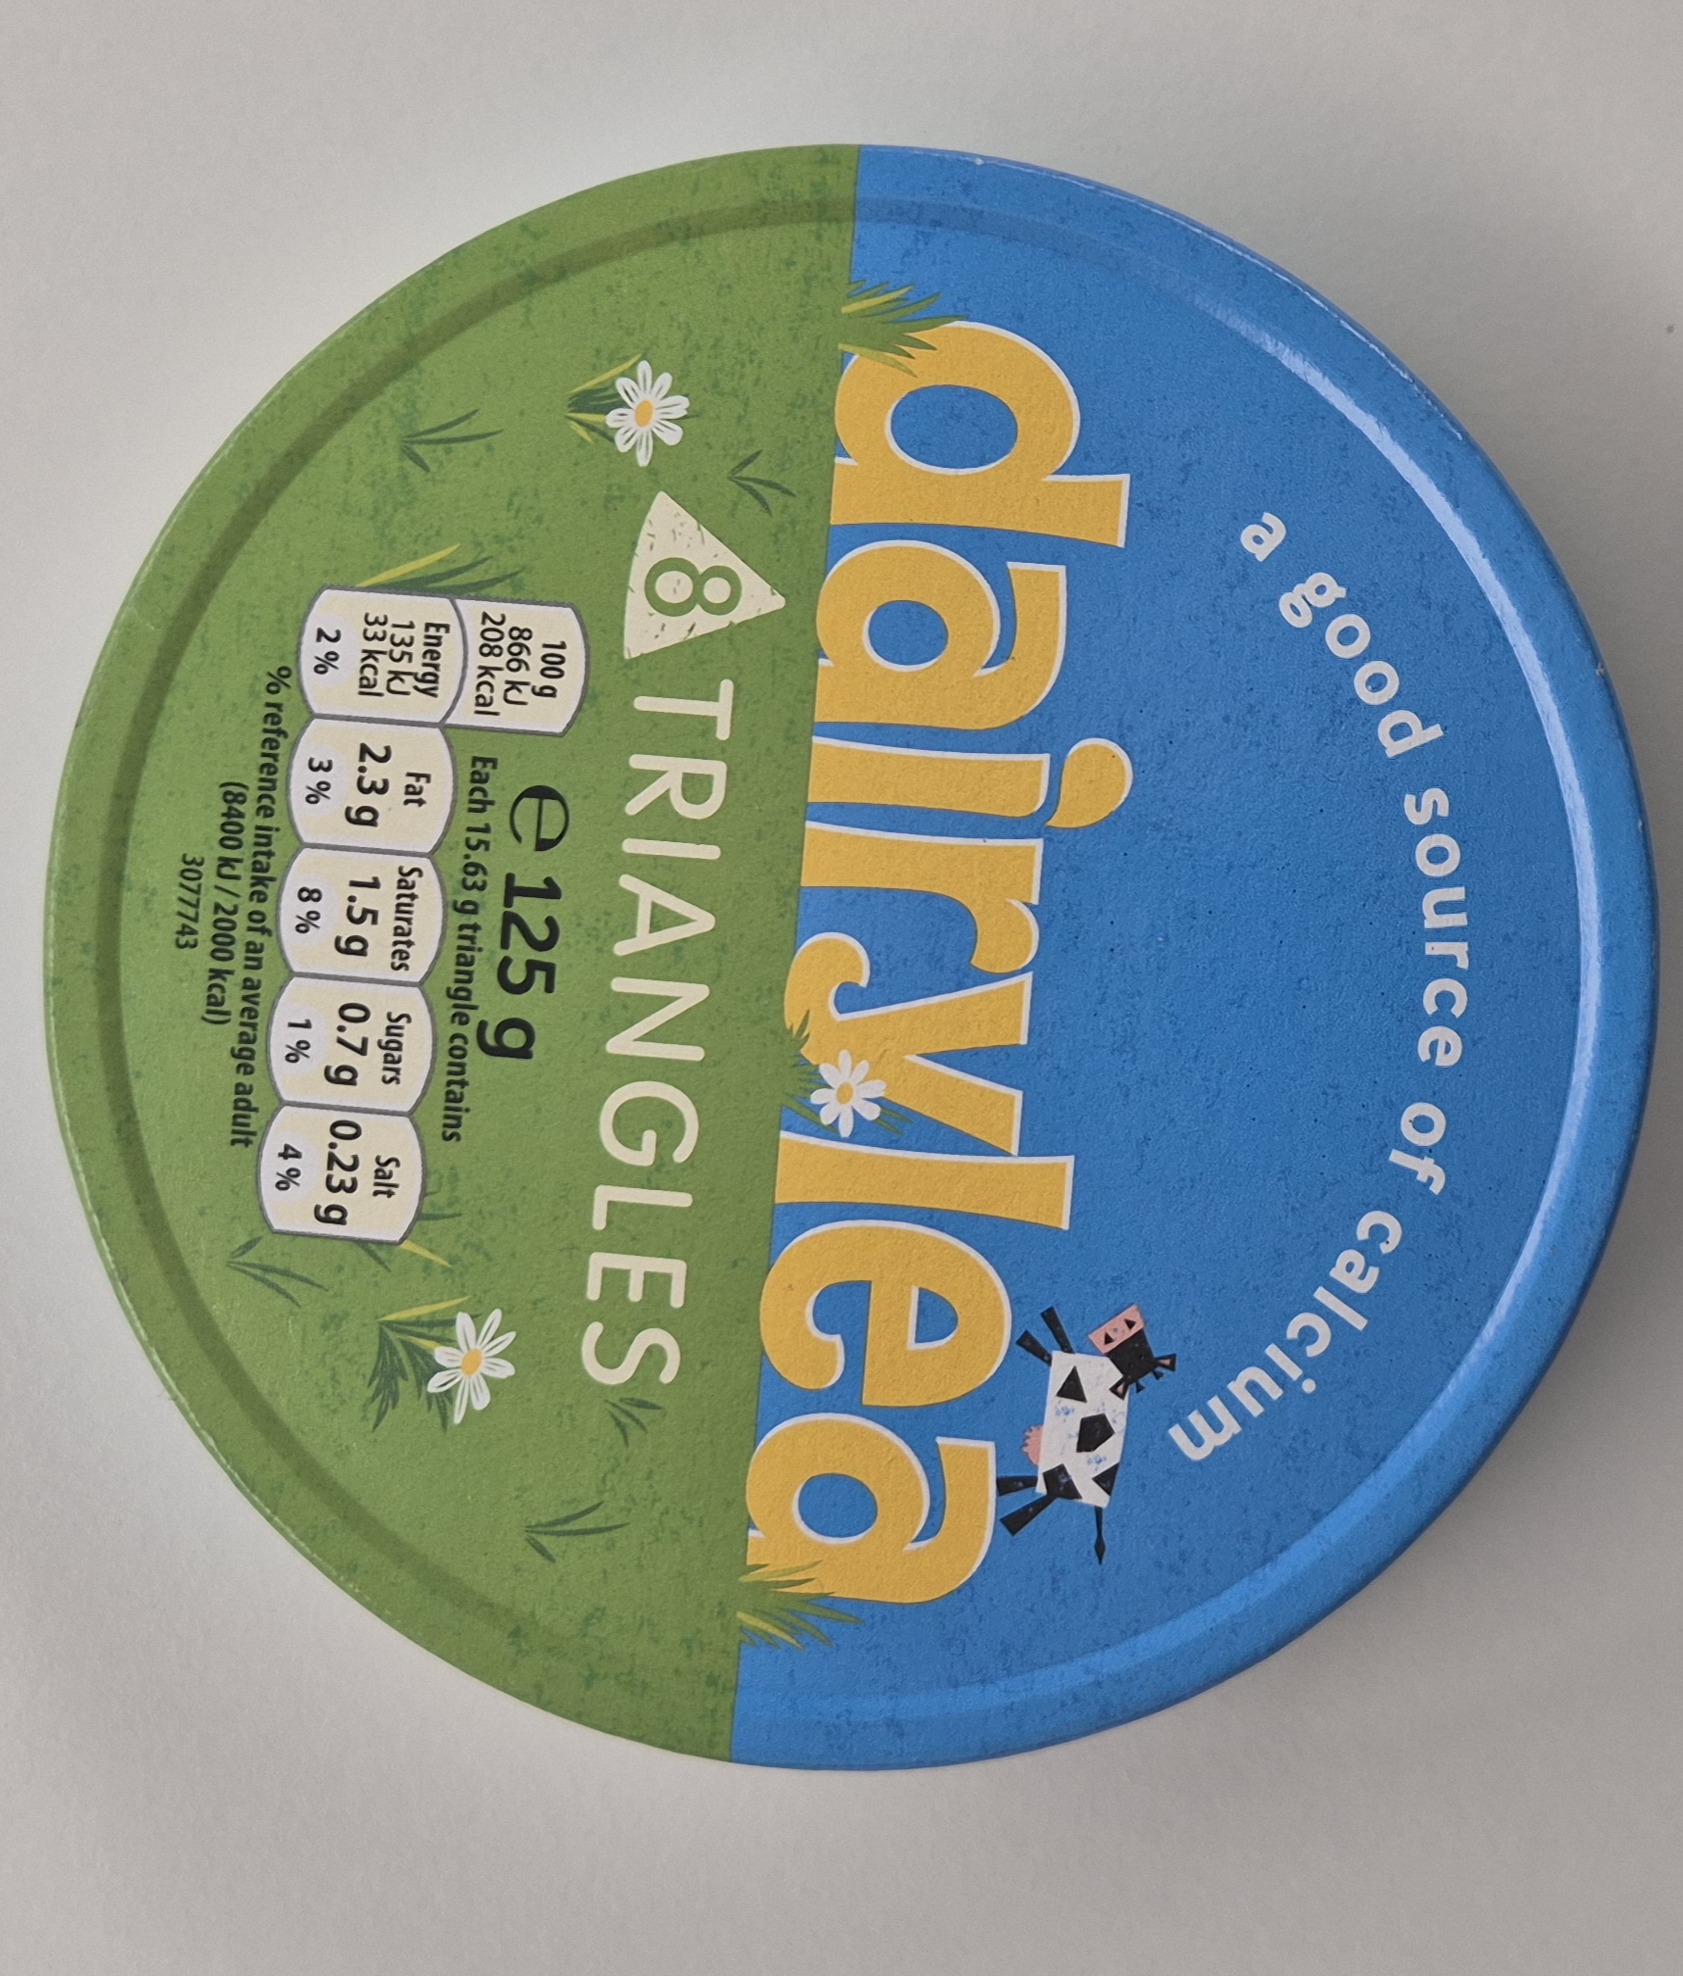 a good source of calcium
dairylea
8 TRIANGLES
e 125 g
100 g
866 kJ
208 kcal
Each 15.63 g triangle contains
Energy
135 kJ
33 kcal
2%
Fat
2.3 g
3%
Saturates
1.5 g
8%
Sugars
0.7 g
1%
Salt
0.23 g
4%
% reference intake of an average adult
(8400 kJ / 2000 kcal)
3077743